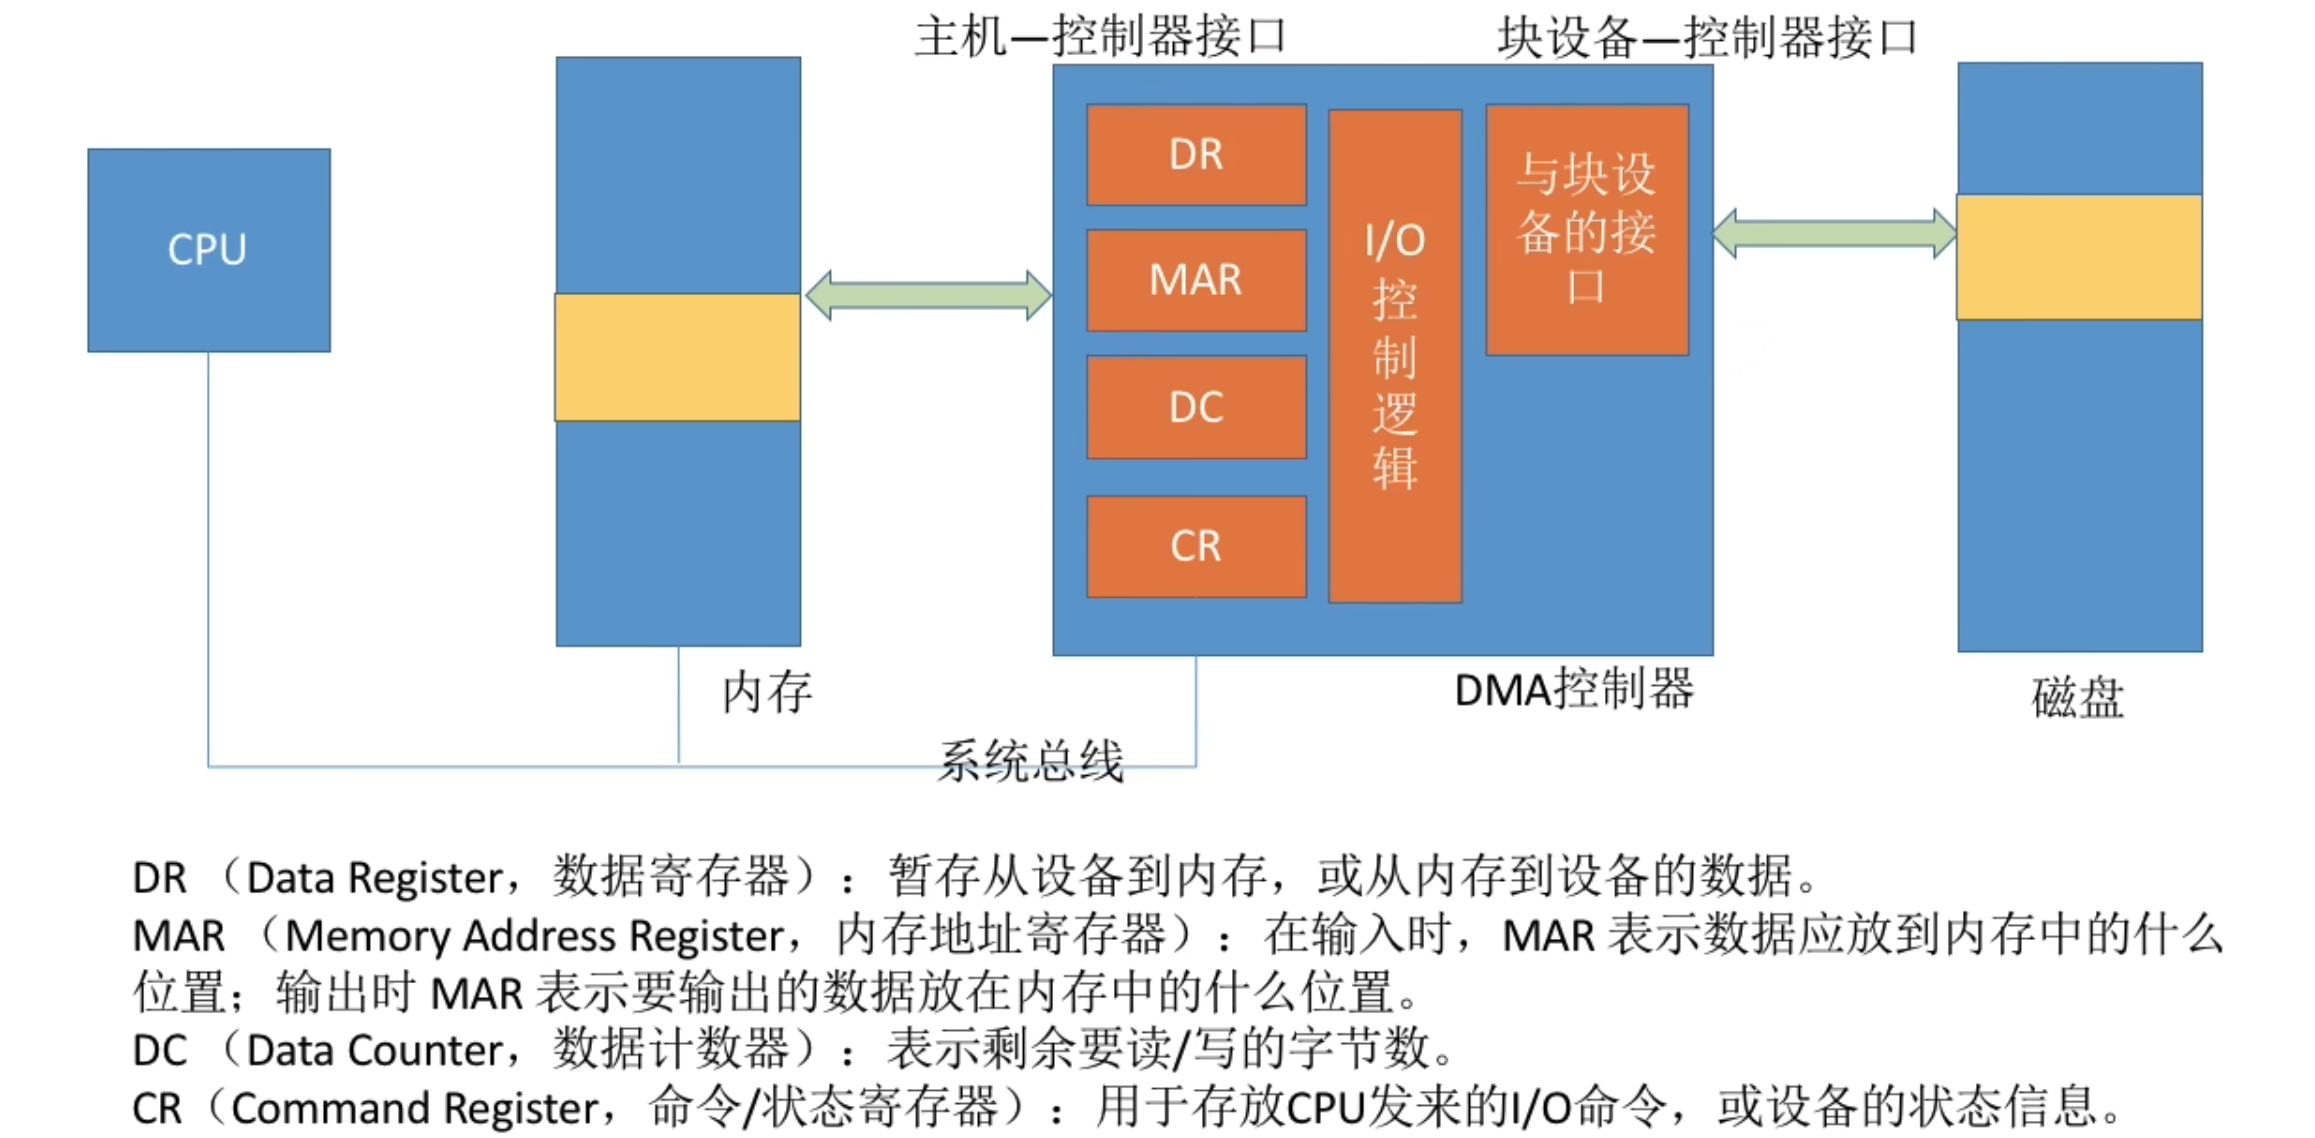 主机—控制器接口
块设备—控制器接口
CPU
DR
MAR
DC
CR
I/O
控
制
逻
辑
与块设
备的接
口
内存
DMA控制器
磁盘
系统总线
DR （Data Register，数据寄存器）：暂存从设备到内存，或从内存到设备的数据。
MAR （Memory Address Register，内存地址寄存器）：在输入时，MAR 表示数据应放到内存中的什么
位置；输出时 MAR 表示要输出的数据放在内存中的什么位置。
DC （Data Counter，数据计数器）：表示剩余要读/写的字节数。
CR（Command Register，命令/状态寄存器）：用于存放CPU发来的I/O命令，或设备的状态信息。